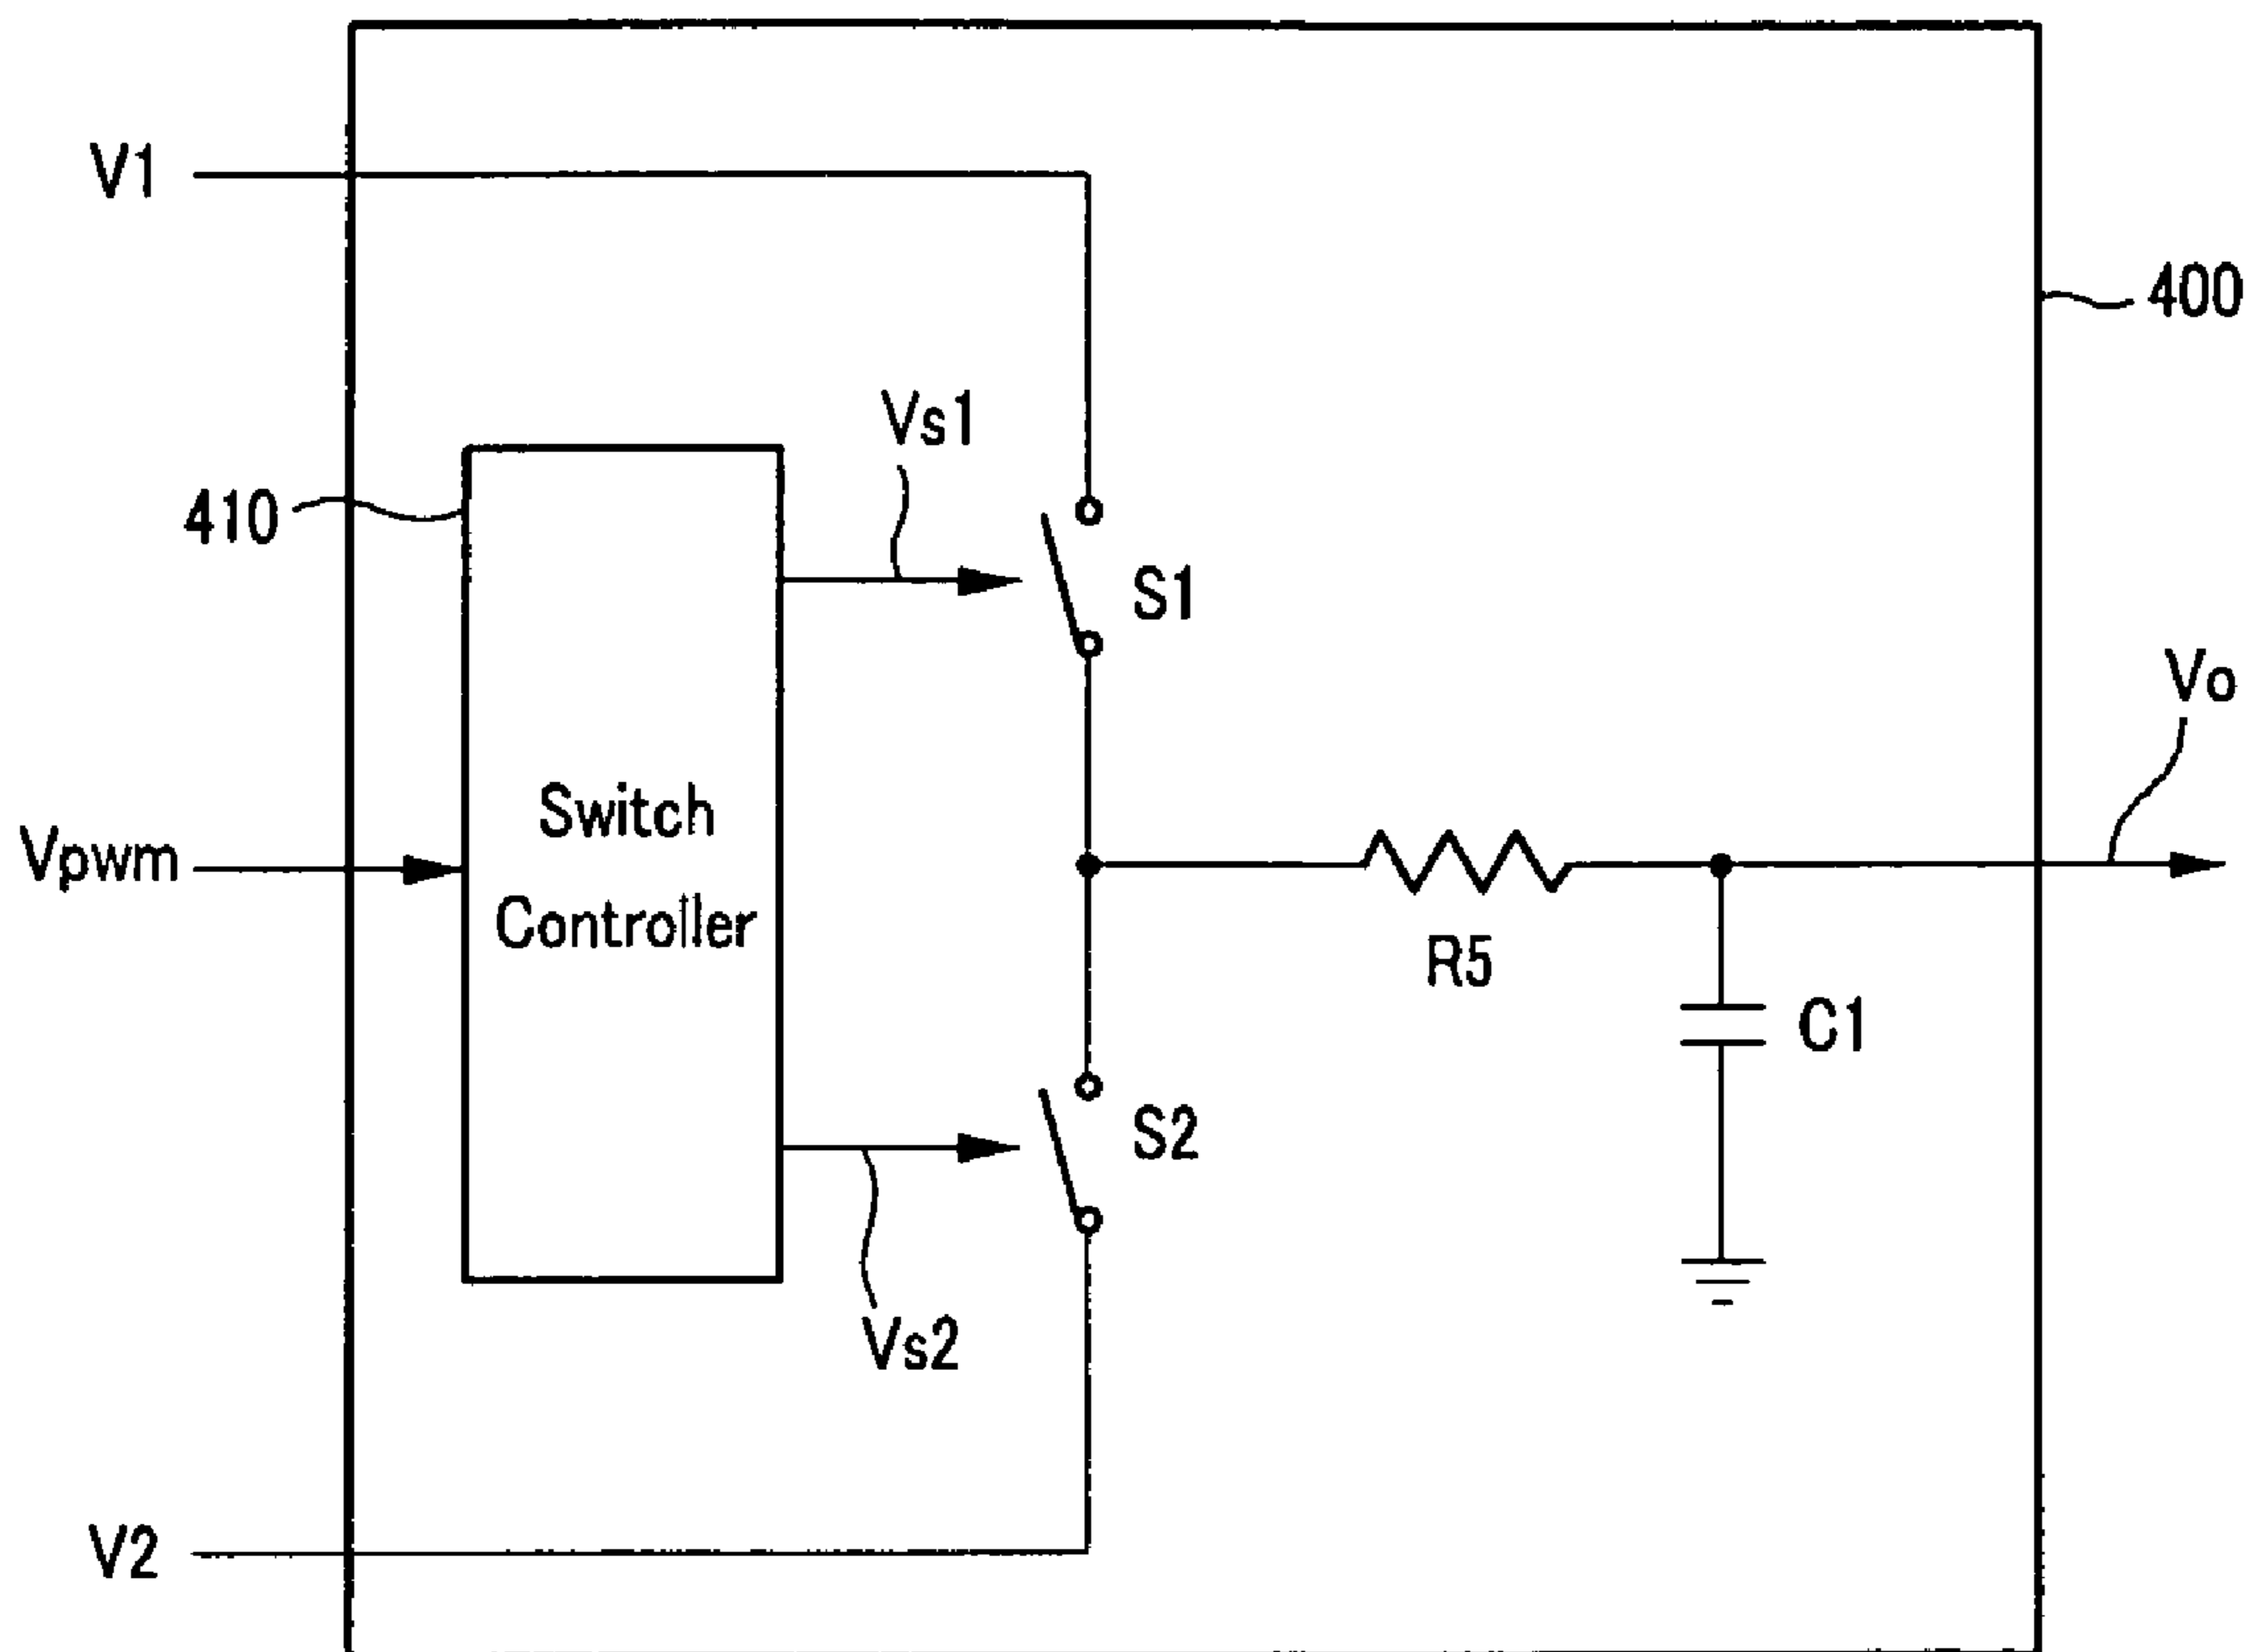 V1
400
Vs1
410
S1
Vo
Switch
Controller
Vpwm
R5
C1
S2
Vs2
V2